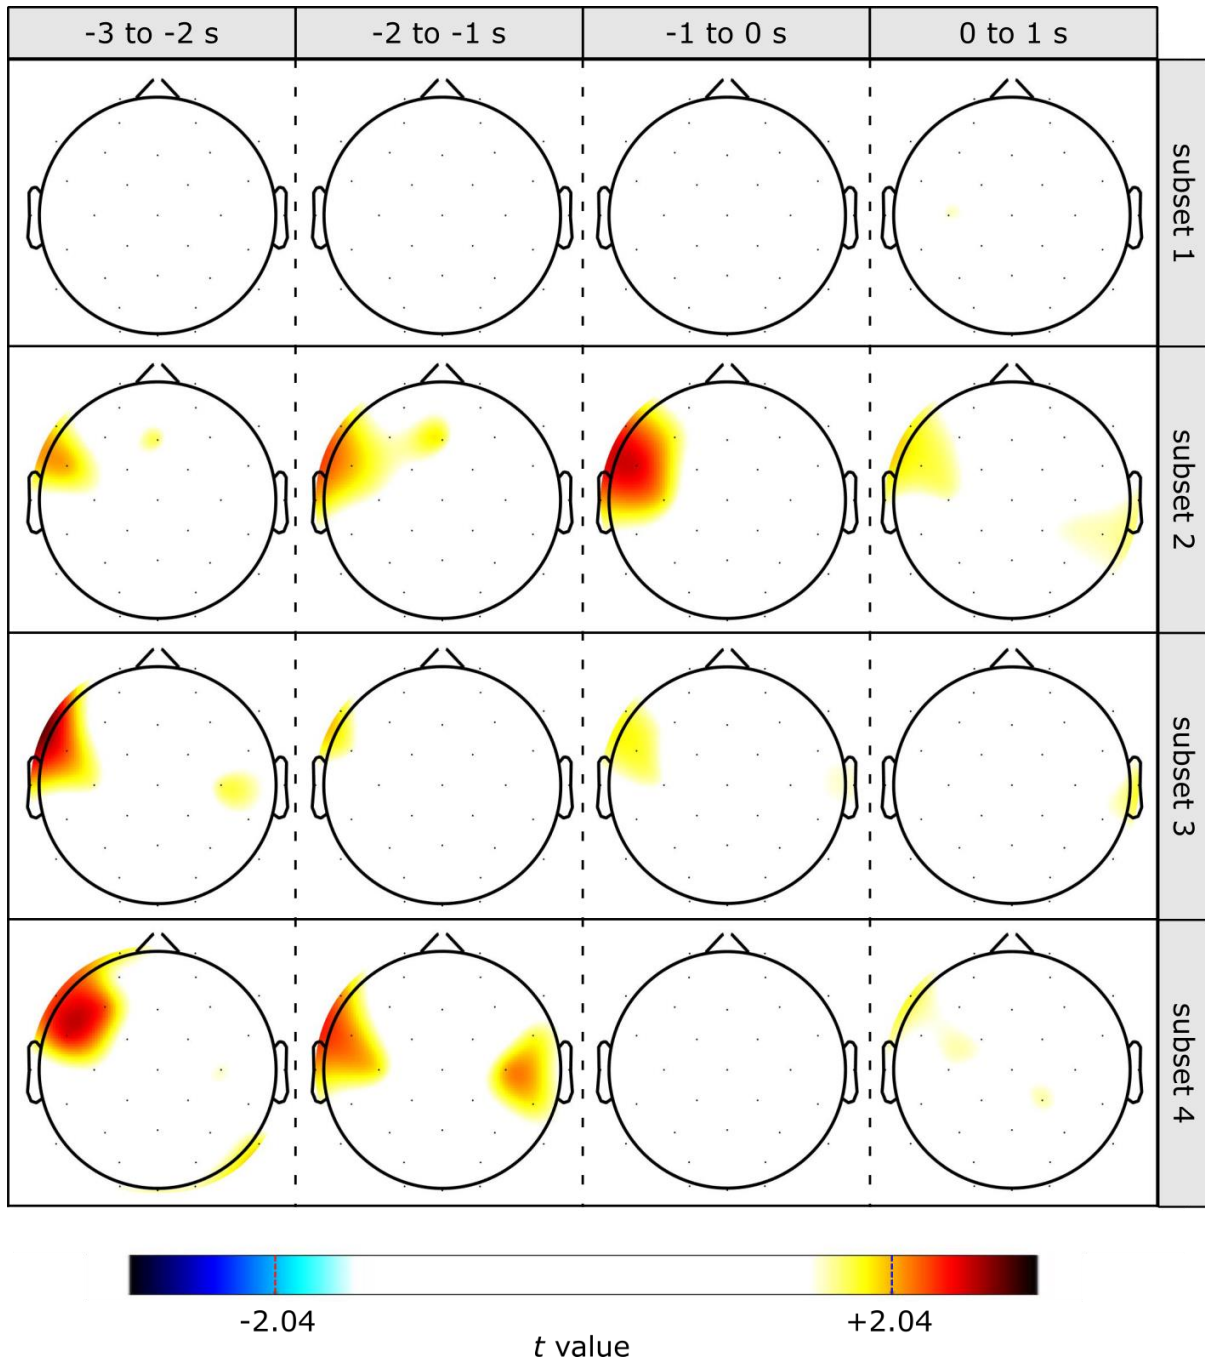 -3 to -2 s
-2 to -1 s
-1 to 0 s
0 to 1 s
subset 1
subset 2
subset 3
subset 4
-2.04
+2.04
t value